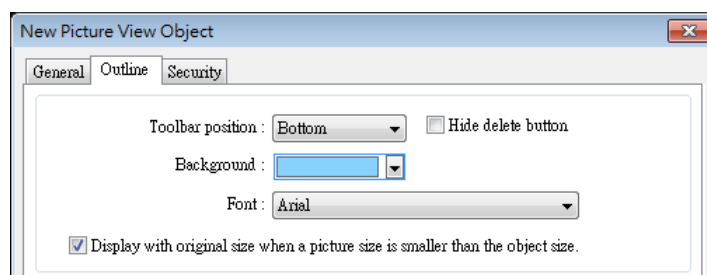 New Picture View Object
General Outline Security
Toolbar position : Bottom Hide delete button
Background :
Font : Arial
Display with original size when a picture size is smaller than the object size.